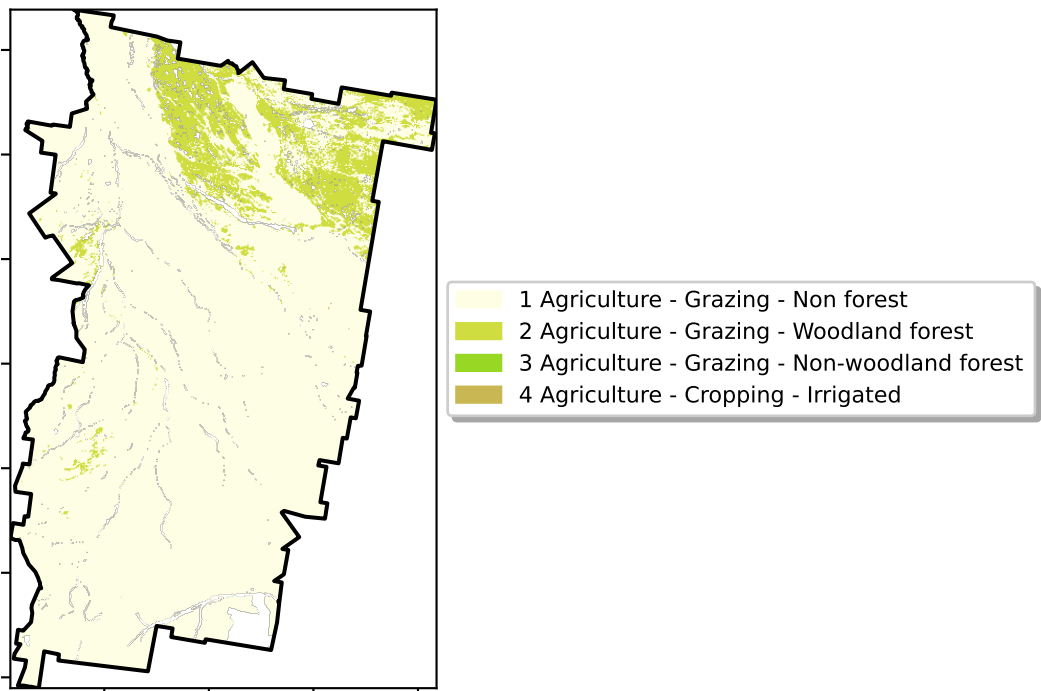 1 Agriculture - Grazing - Non forest
2 Agriculture - Grazing - Woodland forest
3 Agriculture - Grazing - Non-woodland forest
4 Agriculture - Cropping - Irrigated